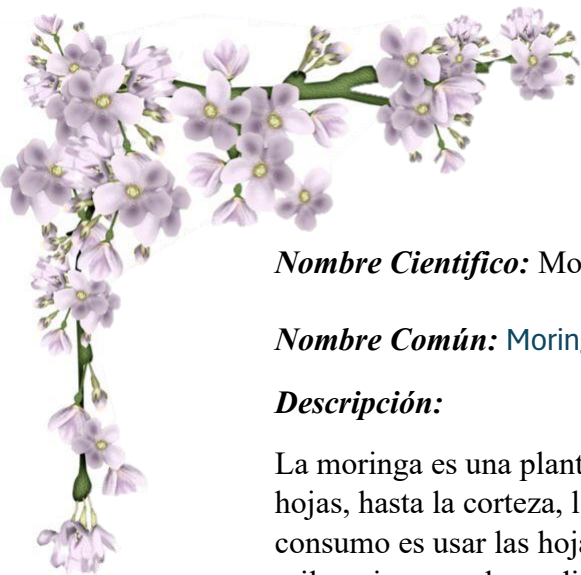 Nombre Cientifico: Mo
Nombre Común: Morin
Descripción:
La moringa es una plant
hojas, hasta la corteza, l
consumo es usar las hoja